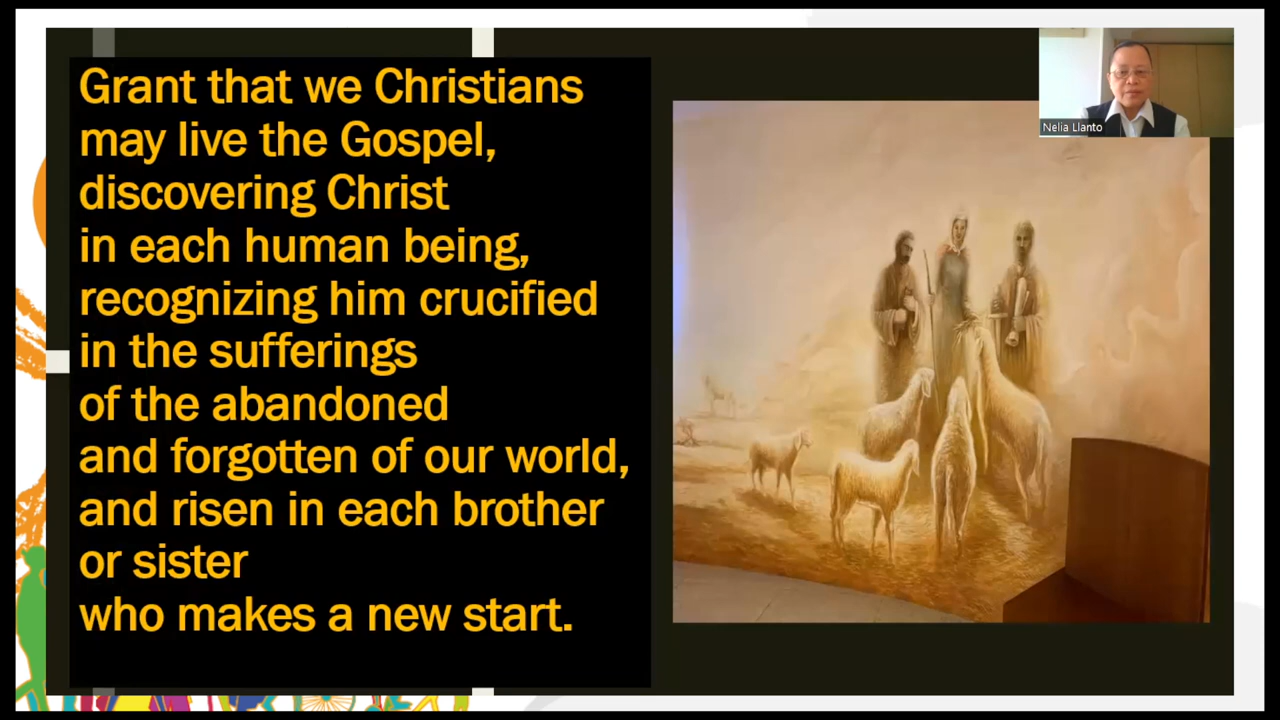 Grant that we Christians
may live the Gospel,
discovering Christ
in each human being,
recognizing him crucified
in the sufferings
of the abandoned
and forgotten of our world,
and risen in each brother
or sister
who makes a new start.
Nelia Llanto